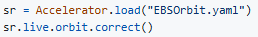 sr = Accelerator.load("EBSOrbit.yaml")
sr.live.orbit.correct()